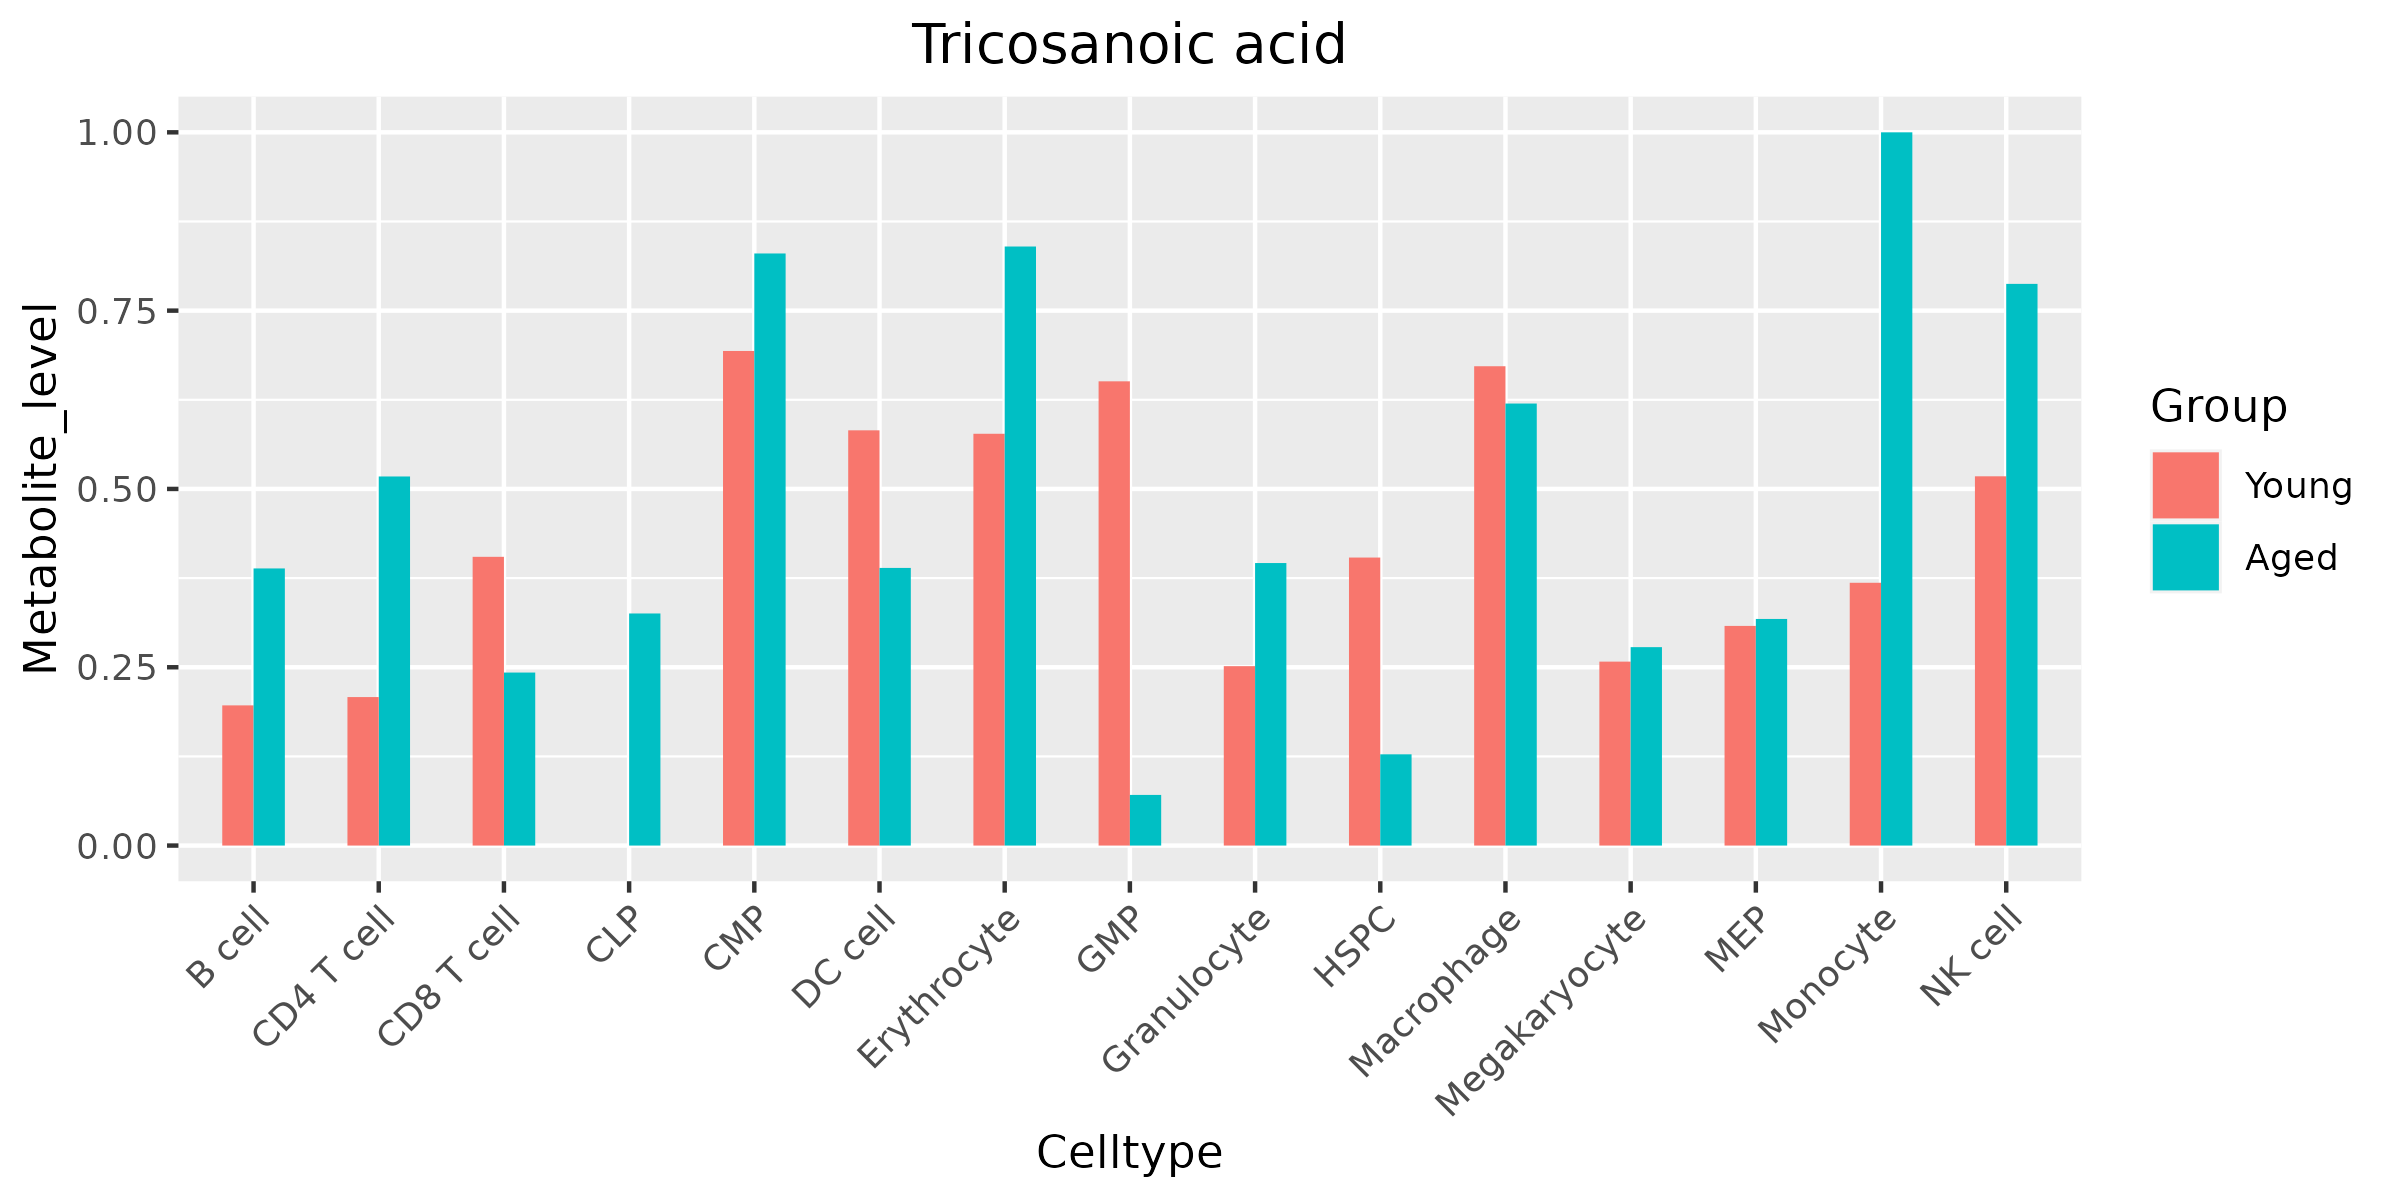 Tricosanoic acid
Metabolite_level
1.00
0.75
0.50
0.25
0.00
B cell
CD4 T cell
CD8 T cell
CLP
CMP
DC cell
Erythrocyte
GMP
Granulocyte
HSPC
Macrophage
Megakaryocyte
MEP
Monocyte
NK cell
Celltype
Group
Young
Aged